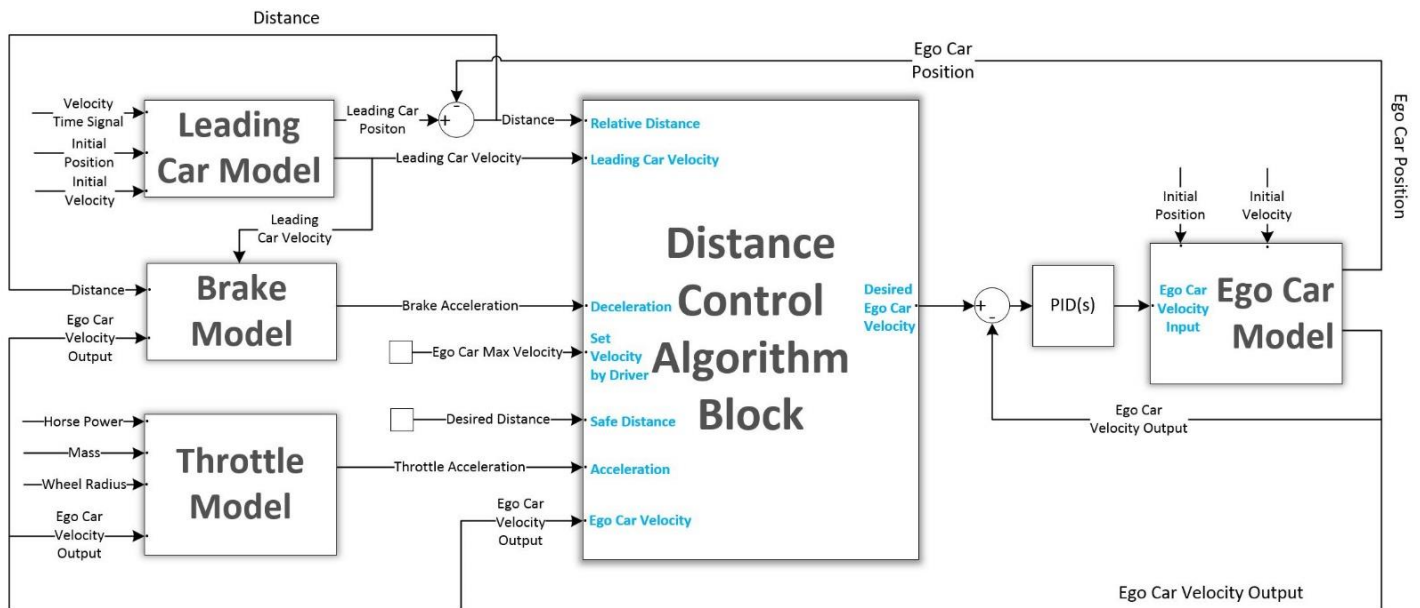 Distance
Ego Car
Position
Ego Car Position
Velocity
Time Signal
Initial
Position
Initial
Velocity
Leading
Car Model
Leading Car
Positon
-
+
Distance
Relative Distance
Leading Car Velocity
Leading Car Velocity
Leading
Car Velocity
Distance
Ego Car
Velocity
Output
Brake
Model
Brake Acceleration
Deceleration
Ego Car Max Velocity
Set
Velocity
by Driver
Desired Distance
Safe Distance
Horse Power
Mass
Wheel Radius
Ego Car
Velocity
Output
Throttle
Model
Throttle Acceleration
Acceleration
Ego Car
Velocity
Output
Ego Car Velocity
Distance
Control
Algorithm
Block
Desired
Ego Car
Velocity
+
-
PID(s)
Initial
Position
Initial
Velocity
Ego Car
Velocity
Input
Ego Car
Model
Ego Car
Velocity Output
Ego Car Velocity Output